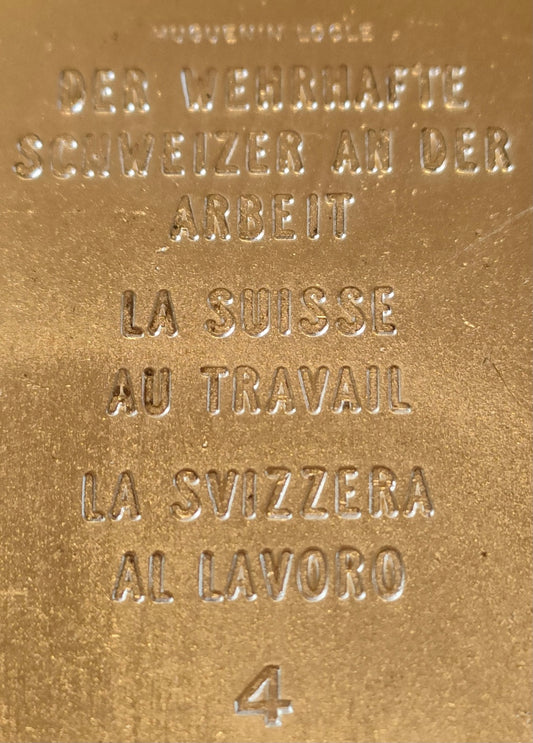 HUGUENIN LOCLE
DER WEHRHAFTE
SCHWEIZER AN DER
ARBEIT
LA SUISSE
AU TRAVAIL
LA SVIZZERA
AL LAVORO
4